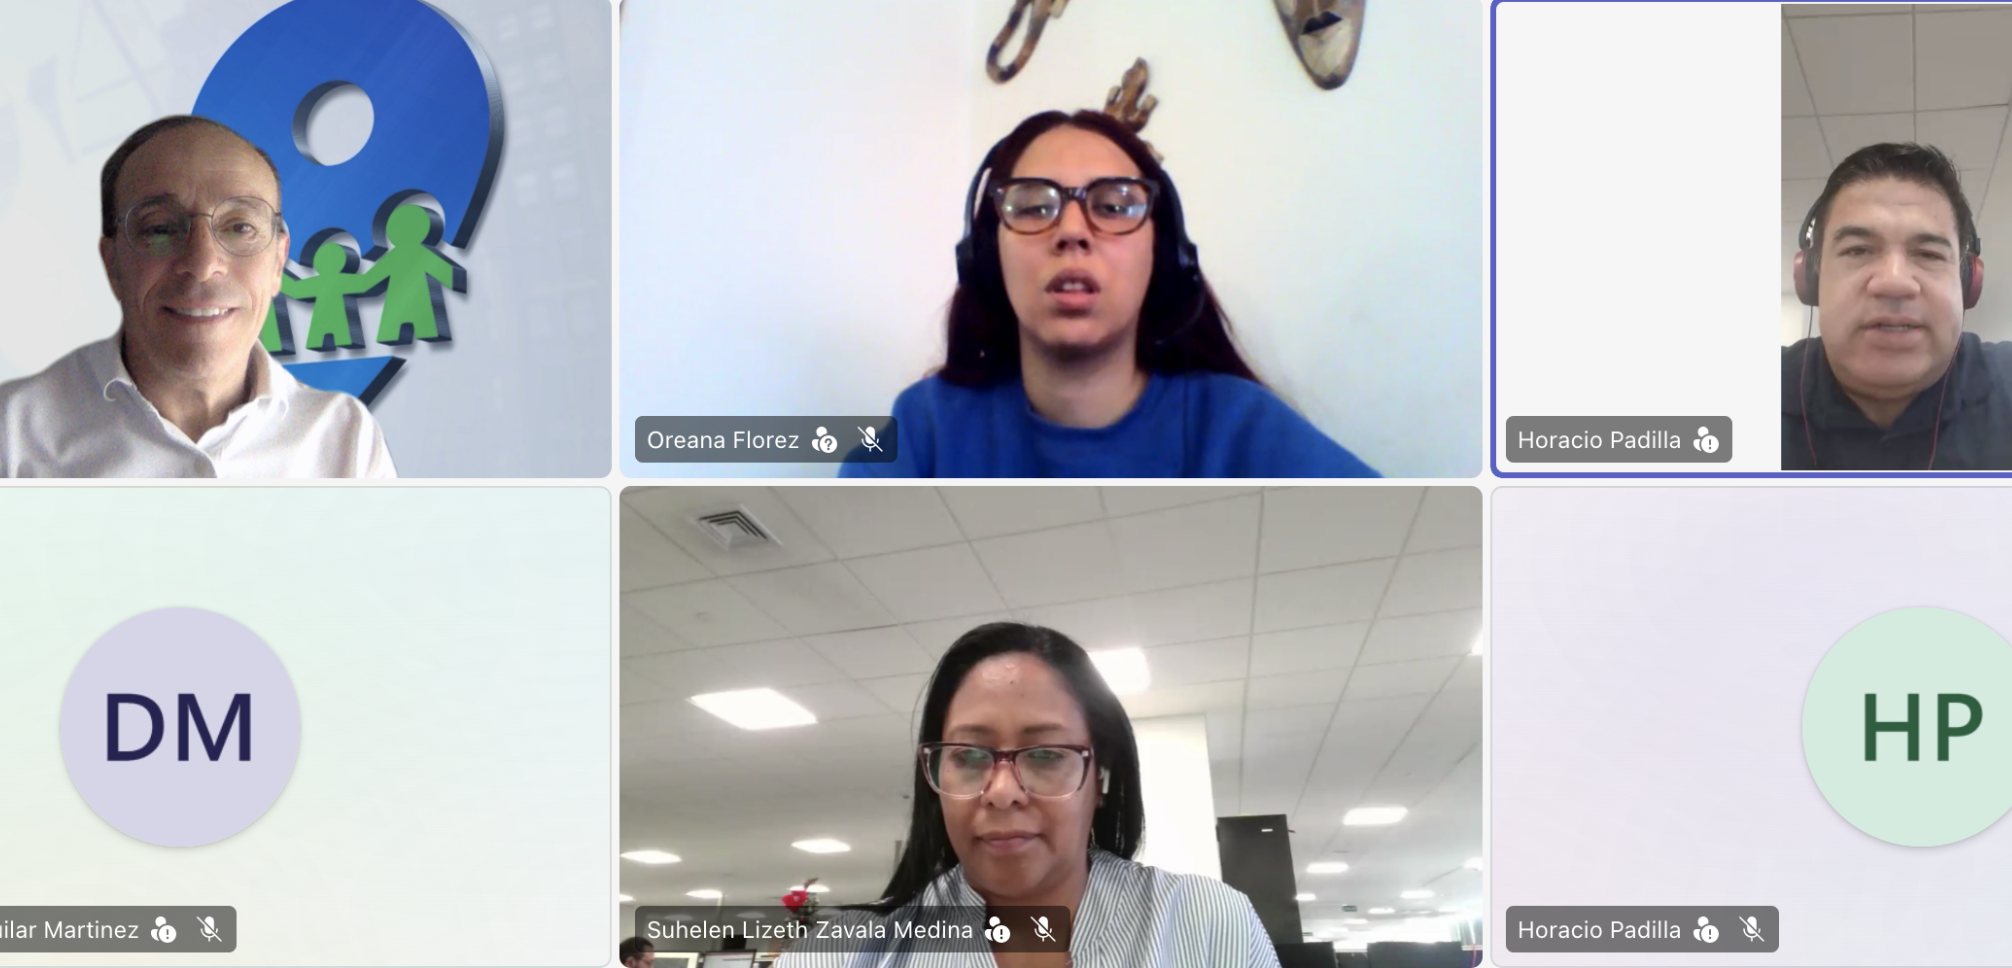 Oreana Florez
Horacio Padilla
DM
HP
ilar Martinez
Suhelen Lizeth Zavala Medina
Horacio Padilla